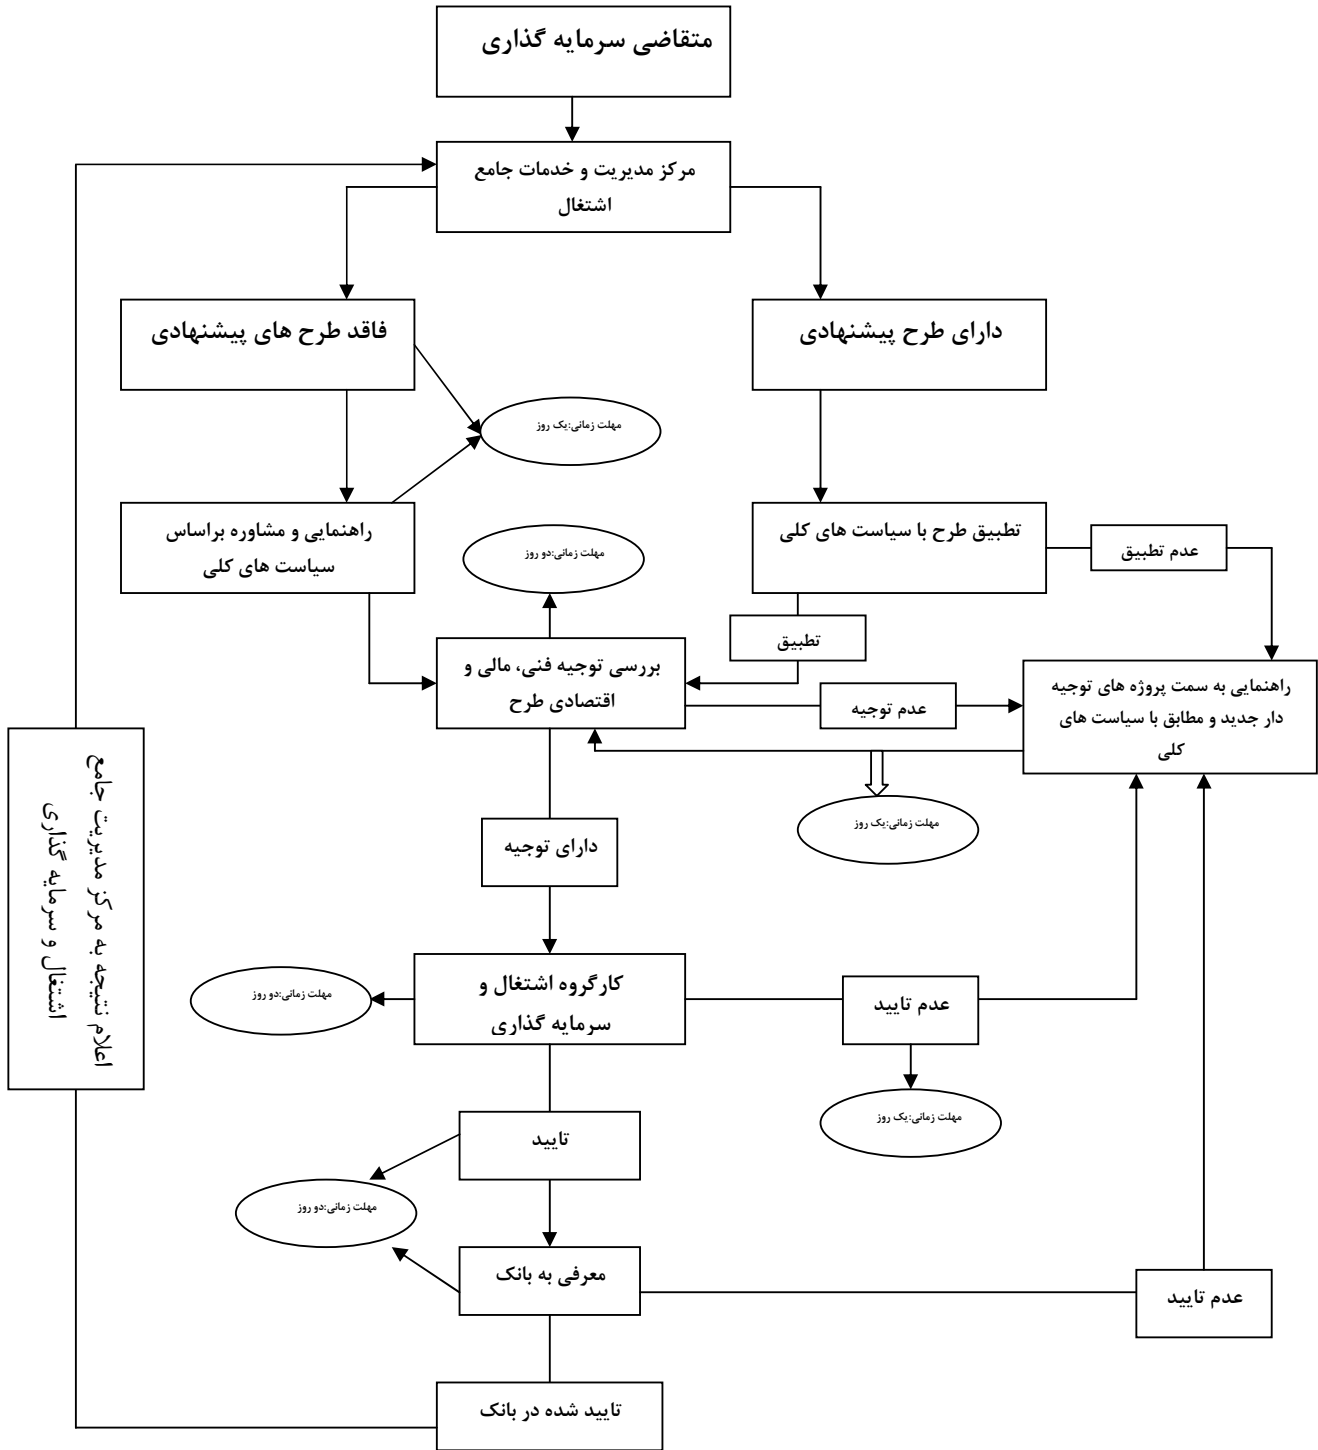 متقاضی سرمایه گذاری
مرکز مدیریت و خدمات جامع
اشتغال
دارای طرح پیشنهادی
فاقد طرح های پیشنهادی
مهلت زمانی:یک روز
تطبیق طرح با سیاست های کلی
راهنمایی و مشاوره براساس
سیاست های کلی
عدم تطبیق
مهلت زمانی:دو روز
تطبیق
بررسی توجیه فنی، مالی و
اقتصادی طرح
راهنمایی به سمت پروژه های توجیه
دار جدید و مطابق با سیاست های
کلی
عدم توجیه
مهلت زمانی:یک روز
دارای توجیه
اعلام نتیجه به مرکز مدیریت جامع
اشتغال و سرمایه گذاری
کارگروه اشتغال و
سرمایه گذاری
مهلت زمانی:دو روز
عدم تایید
مهلت زمانی:یک روز
تایید
مهلت زمانی:دو روز
معرفی به بانک
عدم تایید
تایید شده در بانک